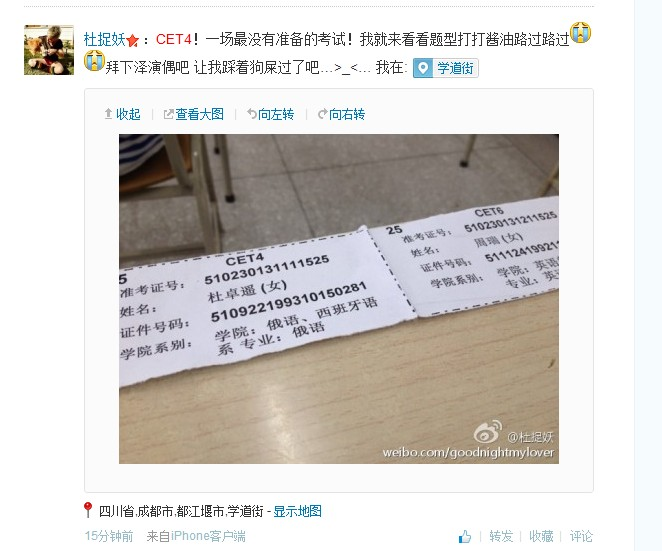 杜捉妖：CET4！一场最没有准备的考试！我就来看看题型打打酱油路过路过
拜下泽演偶吧 让我踩着狗屎过了吧...>_<... 我在: 学道街
收起 | 查看大图 | 向左转 | 向右转
5
CET4
准考证号： 510230131111525
姓名： 杜卓遥 (女)
证件号码： 510922199310150281
学院系别： 学院：俄语、西班牙语
系 专业：俄语
25
CET6
准考证号： 510230131211525
姓名： 周瑞 (女)
证件号码： 511124199211
学院系别： 学院：英语
专业：英
@杜捉妖
weibo.com/goodnightmylover
四川省,成都市,都江堰市,学道街 - 显示地图
15分钟前 来自iPhone客户端
转发 | 收藏 | 评论